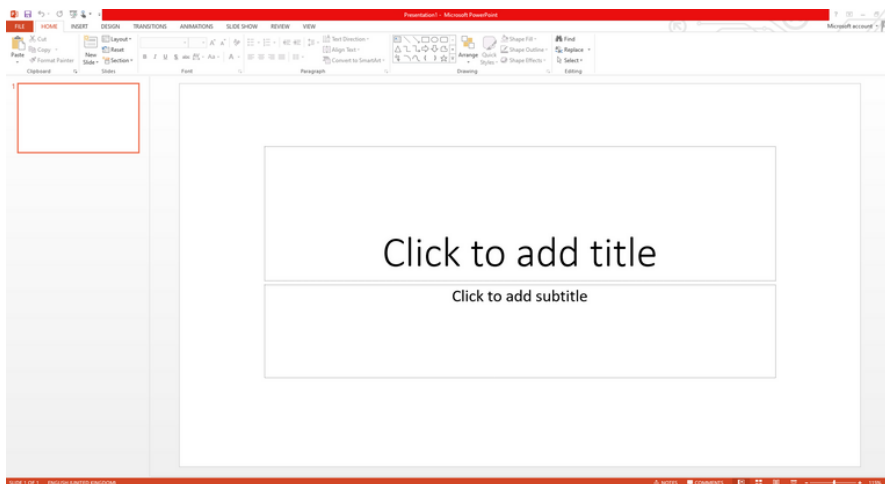 Presentation1 - Microsoft PowerPoint
FILE HOME INSERT DESIGN TRANSITIONS ANIMATIONS SLIDE SHOW REVIEW VIEW Microsoft account
Cut Layout Text Direction Shape Fill Find
Copy Reset Align Text Shape Outline Replace
Paste Format Painter New Slide Section Convert to SmartArt Arrange Quick Styles Shape Effects Select
Clipboard Slides Font Paragraph Drawing Editing
1
Click to add title
Click to add subtitle
SLIDE 1 OF 1 ENGLISH (UNITED KINGDOM) NOTES COMMENTS